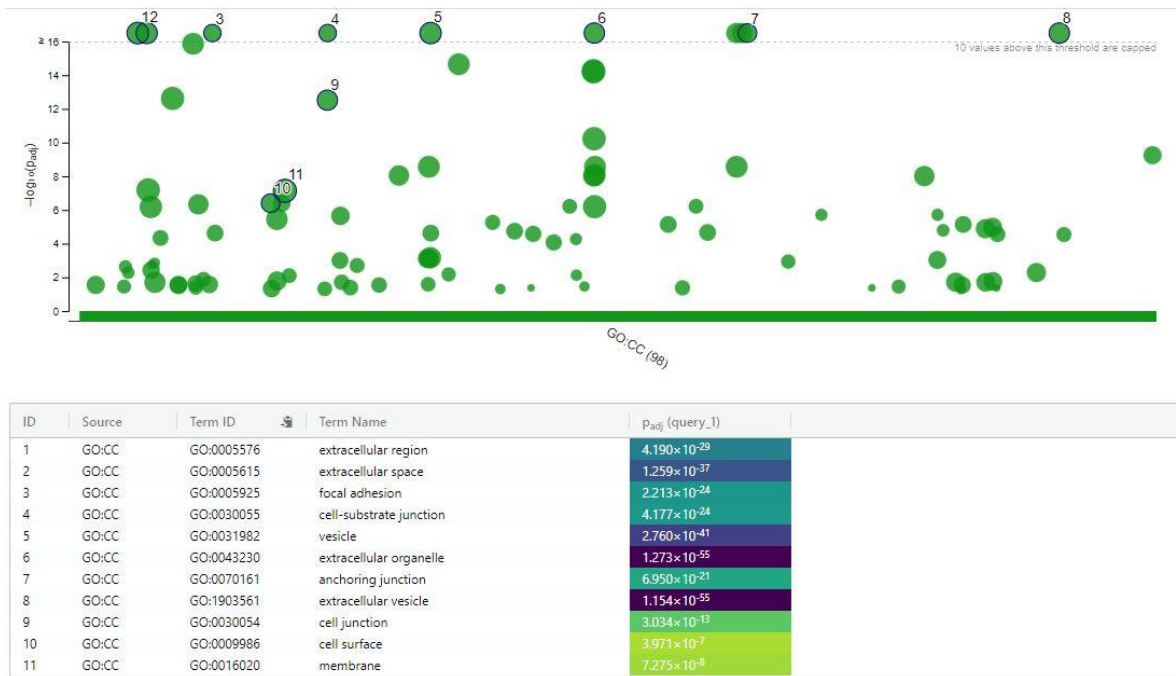 12 3 4 5 6 7 8
≥ 16
10 values above this threshold are capped
14
12
9
10
8
11
10
6
4
2
0
-log₁₀(p_adj)
GO:CC (98)
ID Source Term ID Term Name p_adj (query_1)
1 GO:CC GO:0005576 extracellular region 4.190×10⁻²⁹
2 GO:CC GO:0005615 extracellular space 1.259×10⁻³⁷
3 GO:CC GO:0005925 focal adhesion 2.213×10⁻²⁴
4 GO:CC GO:0030055 cell-substrate junction 4.177×10⁻²⁴
5 GO:CC GO:0031982 vesicle 2.760×10⁻⁴¹
6 GO:CC GO:0043230 extracellular organelle 1.273×10⁻⁵⁵
7 GO:CC GO:0070161 anchoring junction 6.950×10⁻²¹
8 GO:CC GO:1903561 extracellular vesicle 1.154×10⁻⁵⁵
9 GO:CC GO:0030054 cell junction 3.034×10⁻¹³
10 GO:CC GO:0009986 cell surface 3.971×10⁻⁷
11 GO:CC GO:0016020 membrane 7.275×10⁻⁸